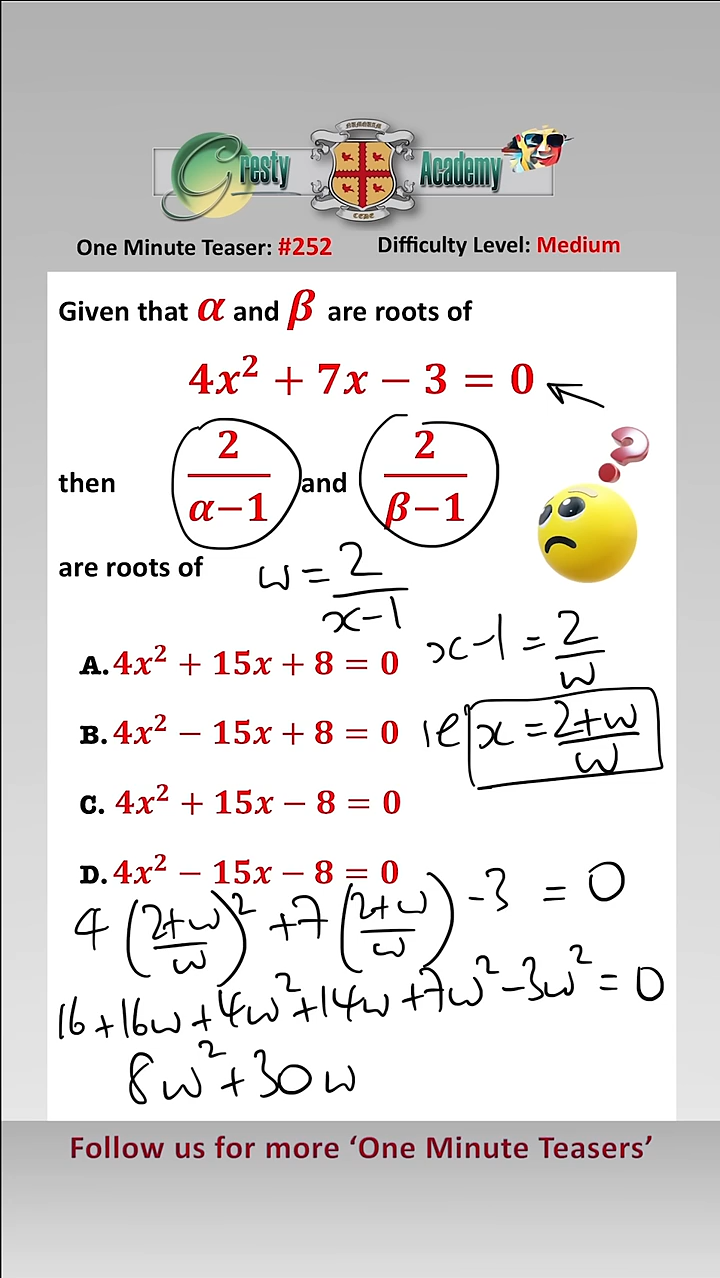 NUMQUAM
Gresty Academy
CEDE
One Minute Teaser: #252 Difficulty Level: Medium
Given that α and β are roots of
4x² + 7x − 3 = 0
then 2/(α−1) and 2/(β−1)
are roots of
w = 2/(x-1)
A. 4x² + 15x + 8 = 0
x-1 = 2/w
B. 4x² − 15x + 8 = 0
ie x = (2+w)/w
C. 4x² + 15x − 8 = 0
D. 4x² − 15x − 8 = 0
4((2+w)/w)² + 7((2+w)/w) - 3 = 0
16+16w+4w²+14w+7w²-3w² = 0
8w²+30w
Follow us for more ‘One Minute Teasers’